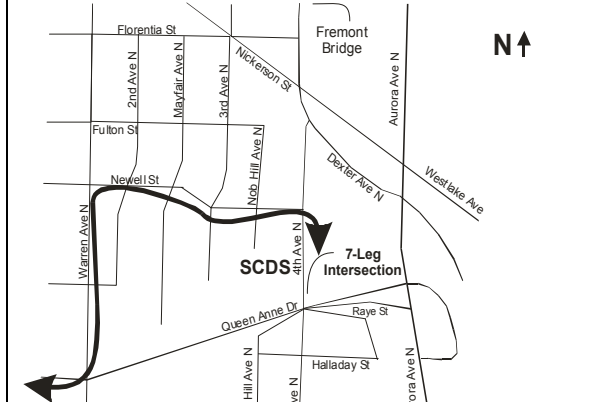 Florentia St
Fremont
Bridge
N
Nickerson St
2nd Ave N
Mayfair Ave N
3rd Ave N
Aurora Ave N
Fulton St
Nob Hill Ave N
Dexter Ave N
Westlake Ave
Newell St
Warren Ave N
4th Ave N
SCDS
7-Leg
Intersection
Queen Anne Dr
Raye St
Halladay St
Hill Ave N
ve N
ora Ave N